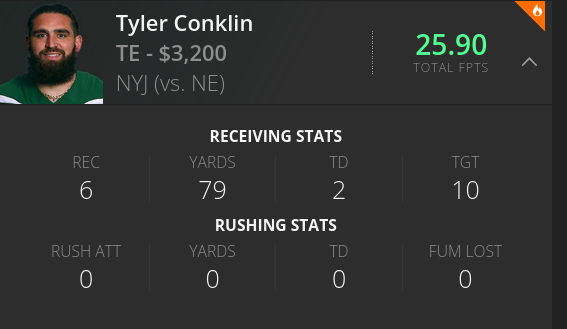 Tyler Conklin
TE - $3,200
NYJ (vs. NE)
25.90
TOTAL FPTS
RECEIVING STATS
REC YARDS TD TGT
6 79 2 10
RUSHING STATS
RUSH ATT YARDS TD FUM LOST
0 0 0 0